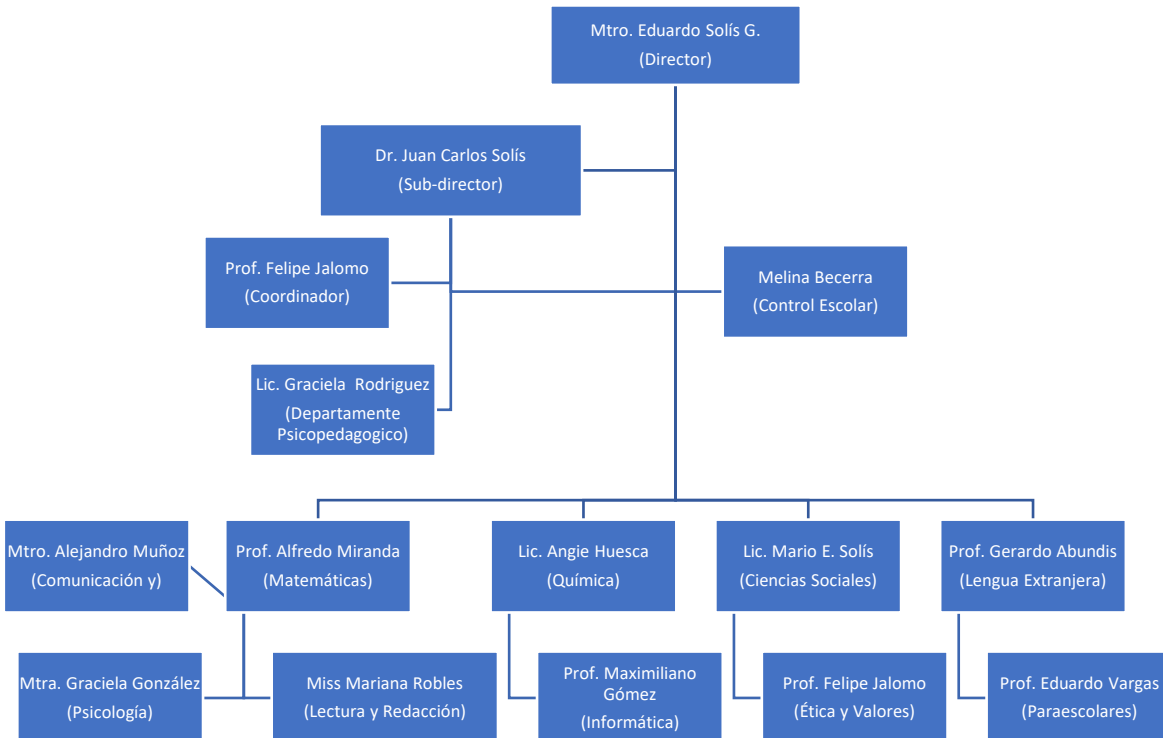 Mtro. Eduardo Solís G.
(Director)
Dr. Juan Carlos Solís
(Sub-director)
Prof. Felipe Jalomo
(Coordinador)
Melina Becerra
(Control Escolar)
Lic. Graciela Rodriguez
(Departamente
Psicopedagogico)
Mtro. Alejandro Muñoz
(Comunicación y)
Prof. Alfredo Miranda
(Matemáticas)
Lic. Angie Huesca
(Química)
Lic. Mario E. Solís
(Ciencias Sociales)
Prof. Gerardo Abundis
(Lengua Extranjera)
Mtra. Graciela González
(Psicología)
Miss Mariana Robles
(Lectura y Redacción)
Prof. Maximiliano
Gómez
(Informática)
Prof. Felipe Jalomo
(Ética y Valores)
Prof. Eduardo Vargas
(Paraescolares)